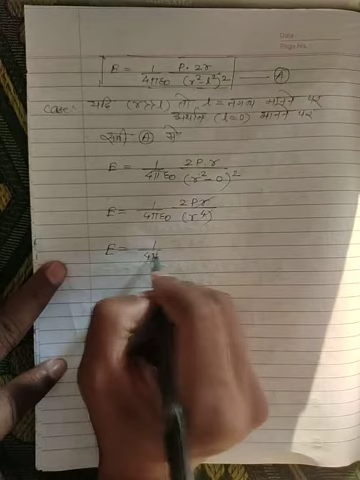 Date
Page No.
E = 1/4πε₀ P·2r/(r²-l²)² —— (A)
Case:- यदि (r>>>l) तो, l = नगण्य मानने पर
अर्थात (l=0) मानने पर
समी (A) से
E = 1/4πε₀ 2Pr/(r²-0)²
E = 1/4πε₀ 2Pr/(r⁴)
E = 1/4π